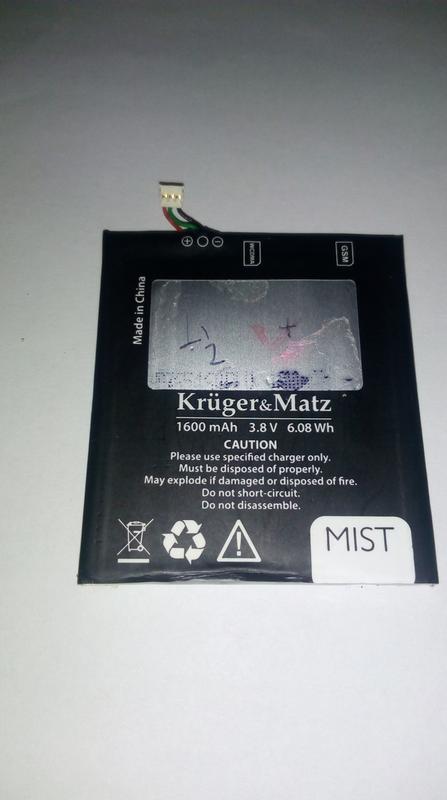 WCDMA
GSM
Made in China
Krüger&Matz
1600 mAh 3.8 V 6.08 Wh
CAUTION
Please use specified charger only.
Must be disposed of properly.
May explode if damaged or disposed of fire.
Do not short-circuit.
Do not disassemble.
MIST